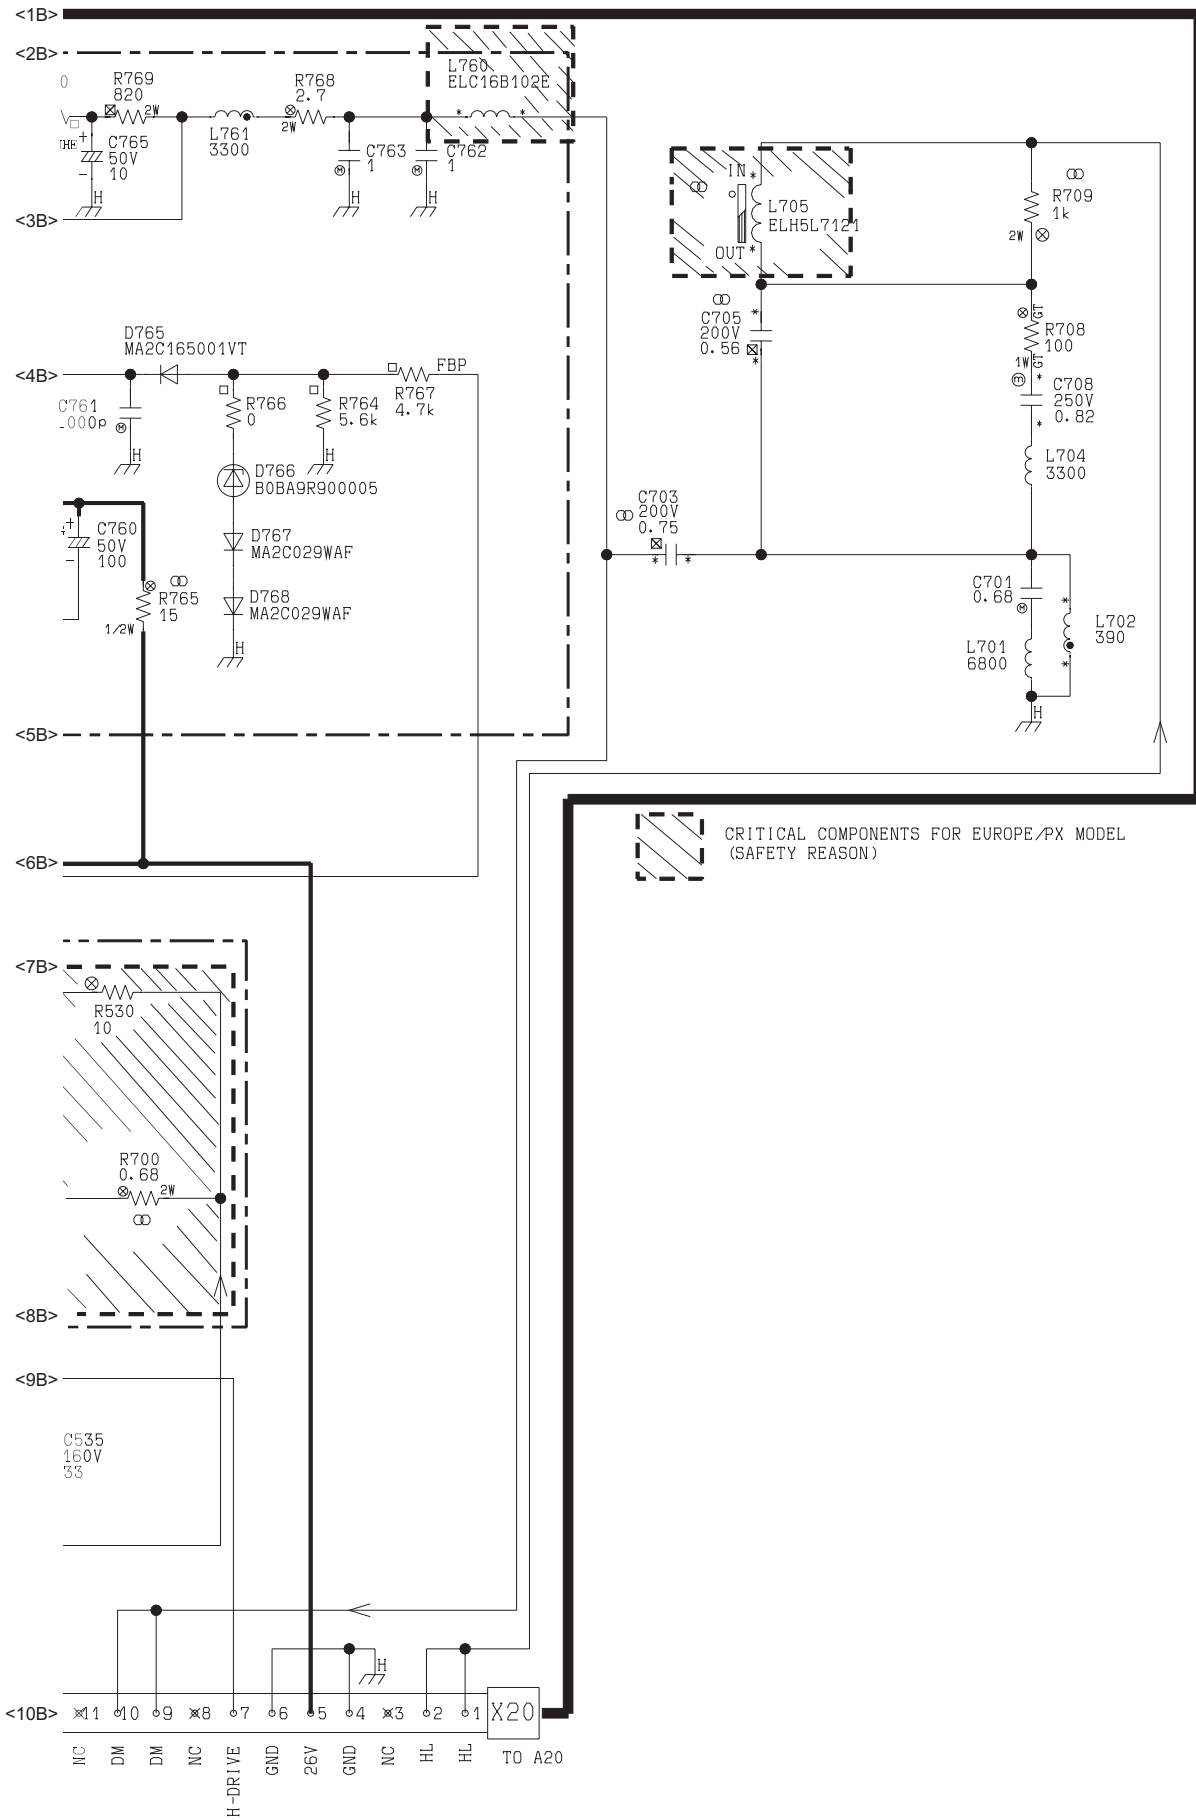 <1B>
<2B>
L760
ELC16B102E
R769
820
2W
R768
2.7
2W
L761
3300
C765
50V
10
H
C763
1
M
H
C762
1
M
H
<3B>
IN
L705
ELH5L7121
OUT
R709
1k
2W
C705
200V
0.56
GT
R708
100
1W
GT
C708
250V
0.82
L704
3300
D765
MA2C165001VT
<4B>
FBP
C761
000p
M
H
R766
0
R764
5.6k
H
R767
4.7k
D766
B0BA9R900005
C703
200V
0.75
C760
50V
100
D767
MA2C029WAF
D768
MA2C029WAF
H
R765
15
1/2W
C701
0.68
M
L702
390
L701
6800
H
<5B>
CRITICAL COMPONENTS FOR EUROPE/PX MODEL
(SAFETY REASON)
<6B>
<7B>
R530
10
R700
0.68
2W
<8B>
<9B>
C535
160V
33
H
<10B>
11 10 9 8 7 6 5 4 3 2 1 X20
NC DM DM NC H-DRIVE GND 26V GND NC HL HL
TO A20